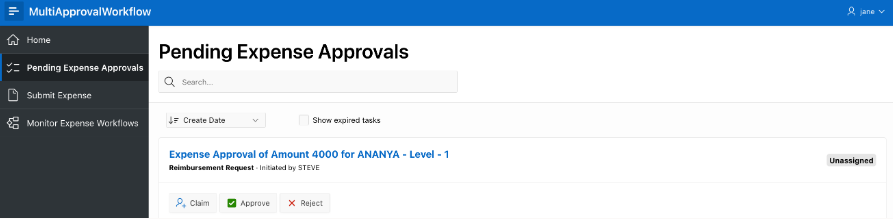 MultiApprovalWorkflow
jane
Home
Pending Expense Approvals
Submit Expense
Monitor Expense Workflows
Pending Expense Approvals
Search...
Create Date
Show expired tasks
Expense Approval of Amount 4000 for ANANYA - Level - 1
Unassigned
Reimbursement Request · Initiated by STEVE
Claim
Approve
Reject